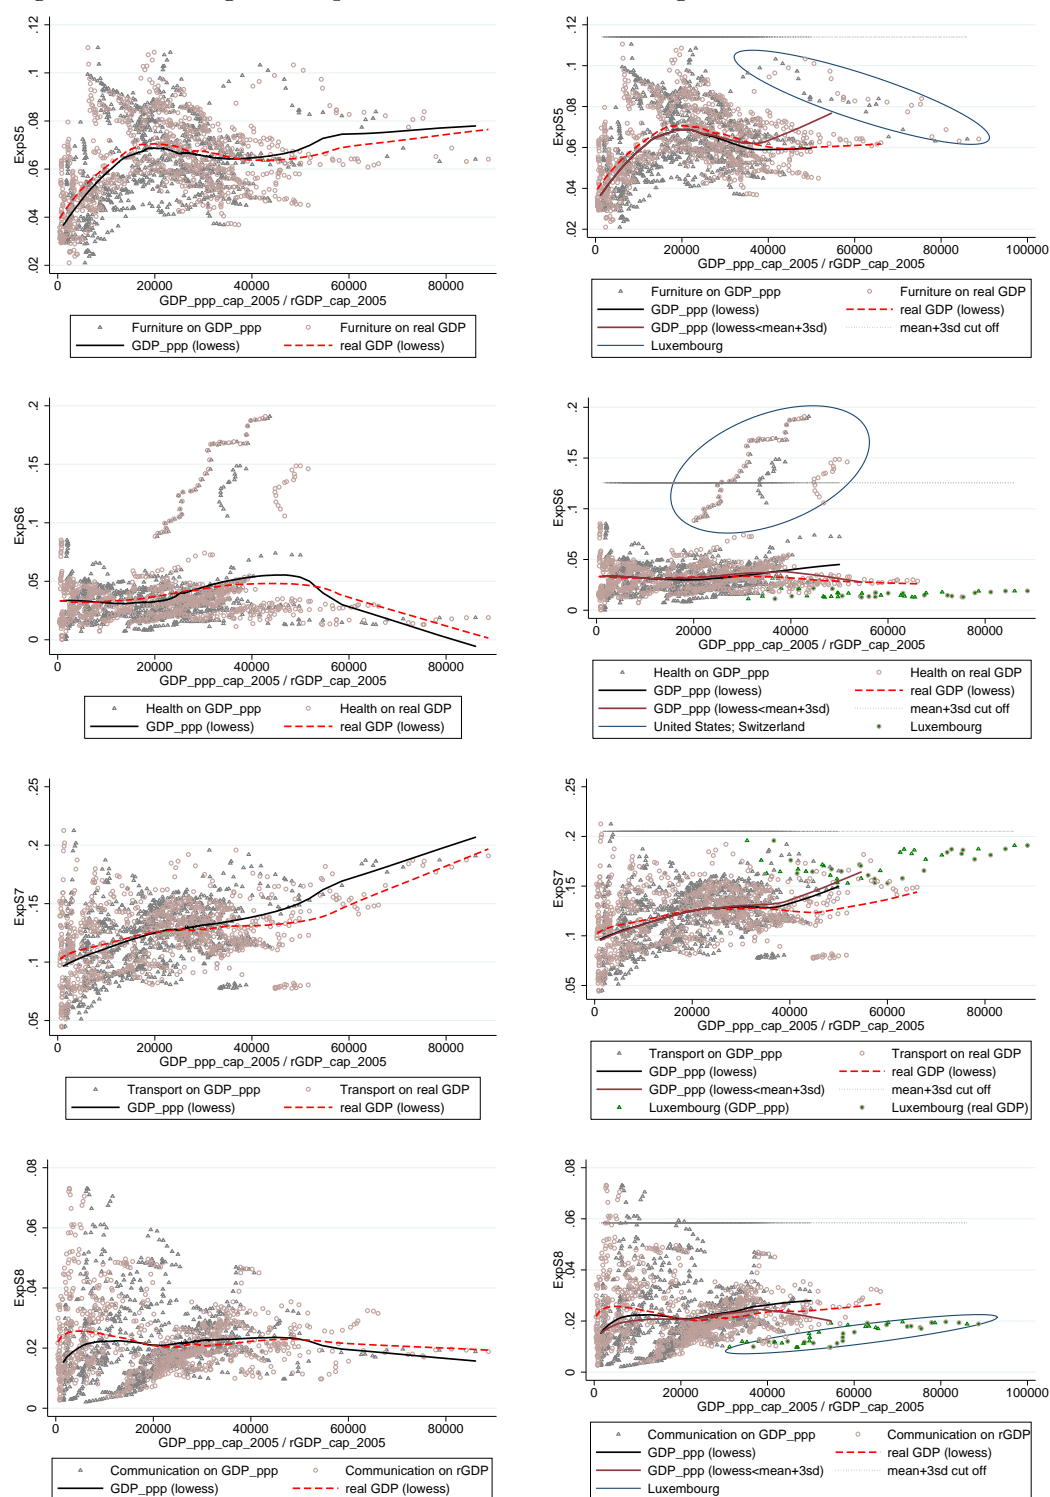 .12
.1
.08
.06
.04
.02
ExpS5
0 20000 40000 60000 80000
GDP_ppp_cap_2005 / rGDP_cap_2005
Furniture on GDP_ppp Furniture on real GDP
GDP_ppp (lowess) real GDP (lowess)
.12
.1
.08
.06
.04
.02
ExpS5
0 20000 40000 60000 80000 100000
GDP_ppp_cap_2005 / rGDP_cap_2005
Furniture on GDP_ppp Furniture on real GDP
GDP_ppp (lowess) real GDP (lowess)
GDP_ppp (lowess<mean+3sd) mean+3sd cut off
Luxembourg
.2
.15
.1
.05
0
ExpS6
0 20000 40000 60000 80000
GDP_ppp_cap_2005 / rGDP_cap_2005
Health on GDP_ppp Health on real GDP
GDP_ppp (lowess) real GDP (lowess)
.2
.15
.1
.05
0
ExpS6
0 20000 40000 60000 80000
GDP_ppp_cap_2005 / rGDP_cap_2005
Health on GDP_ppp Health on real GDP
GDP_ppp (lowess) real GDP (lowess)
GDP_ppp (lowess<mean+3sd) mean+3sd cut off
United States; Switzerland Luxembourg
.25
.2
.15
.1
.05
ExpS7
0 20000 40000 60000 80000
GDP_ppp_cap_2005 / rGDP_cap_2005
Transport on GDP_ppp Transport on real GDP
GDP_ppp (lowess) real GDP (lowess)
.25
.2
.15
.1
.05
ExpS7
0 20000 40000 60000 80000
GDP_ppp_cap_2005 / rGDP_cap_2005
Transport on GDP_ppp Transport on real GDP
GDP_ppp (lowess) real GDP (lowess)
GDP_ppp (lowess<mean+3sd) mean+3sd cut off
Luxembourg (GDP_ppp) Luxembourg (real GDP)
.08
.06
.04
.02
0
ExpS8
0 20000 40000 60000 80000
GDP_ppp_cap_2005 / rGDP_cap_2005
Communication on GDP_ppp Communication on rGDP
GDP_ppp (lowess) real GDP (lowess)
.08
.06
.04
.02
0
ExpS8
0 20000 40000 60000 80000 100000
GDP_ppp_cap_2005 / rGDP_cap_2005
Communication on GDP_ppp Communication on rGDP
GDP_ppp (lowess) real GDP (lowess)
GDP_ppp (lowess<mean+3sd) mean+3sd cut off
Luxembourg